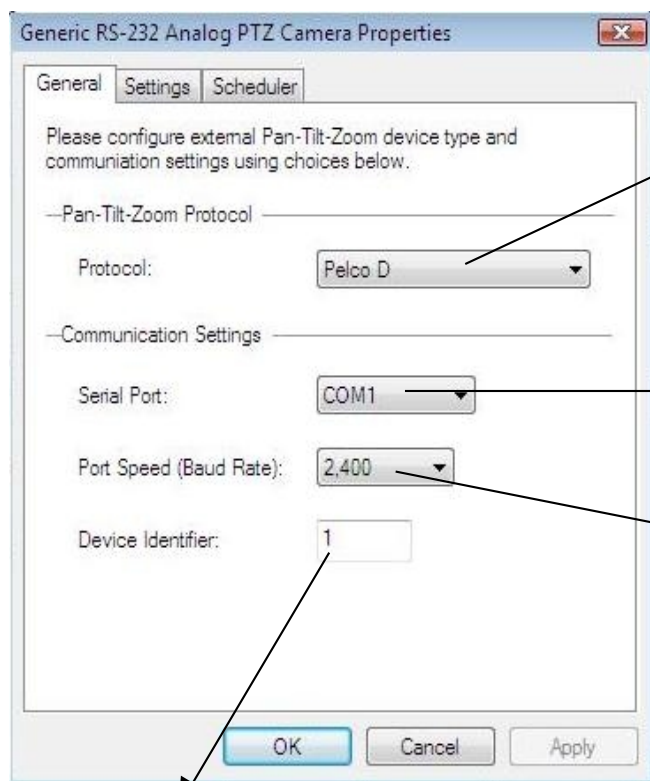 Generic RS-232 Analog PTZ Camera Properties
General Settings Scheduler
Please configure external Pan-Tilt-Zoom device type and
communiation settings using choices below.
Pan-Tilt-Zoom Protocol
Protocol: Pelco D
Communication Settings
Serial Port: COM1
Port Speed (Baud Rate): 2,400
Device Identifier: 1
OK Cancel Apply